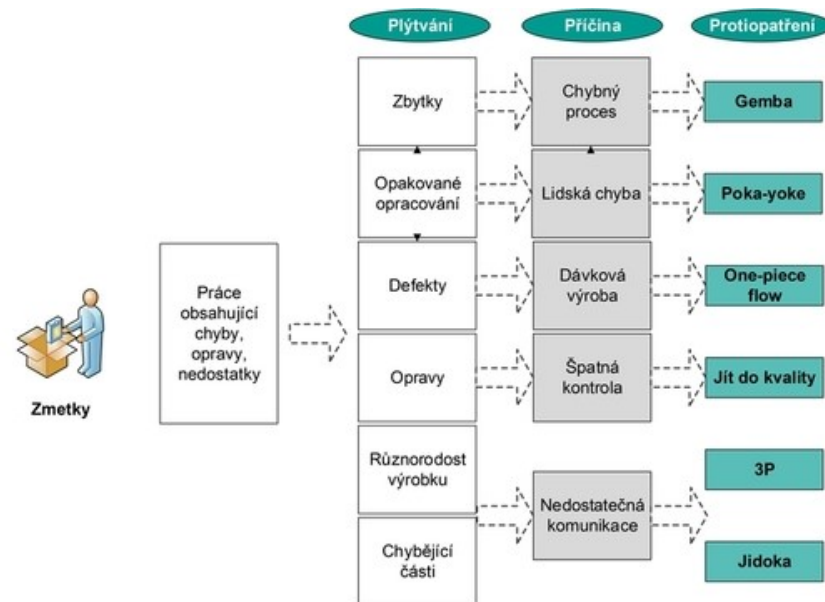 Plýtvání
Příčina
Protiopatření
Zbytky
Chybný
proces
Gemba
Opakované
opracování
Lidská chyba
Poka-yoke
Práce
obsahující
chyby,
opravy,
nedostatky
Zmetky
Defekty
Dávková
výroba
One-piece
flow
Opravy
Špatná
kontrola
Jít do kvality
Různorodost
výrobku
Chybějící
části
Nedostatečná
komunikace
3P
Jidoka